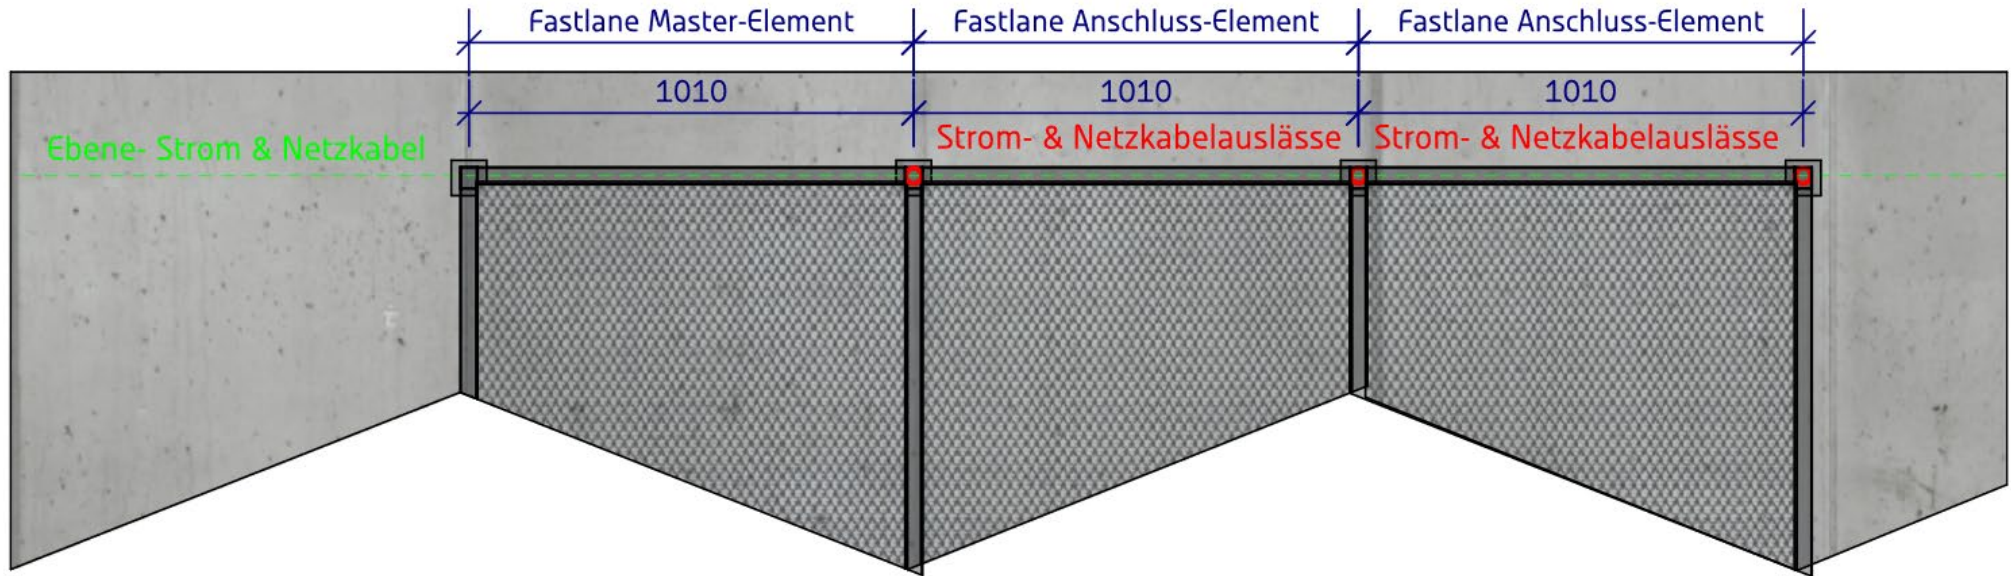 Fastlane Master-Element
Fastlane Anschluss-Element
Fastlane Anschluss-Element
1010
1010
1010
Ebene- Strom & Netzkabel
Strom- & Netzkabelauslässe
Strom- & Netzkabelauslässe